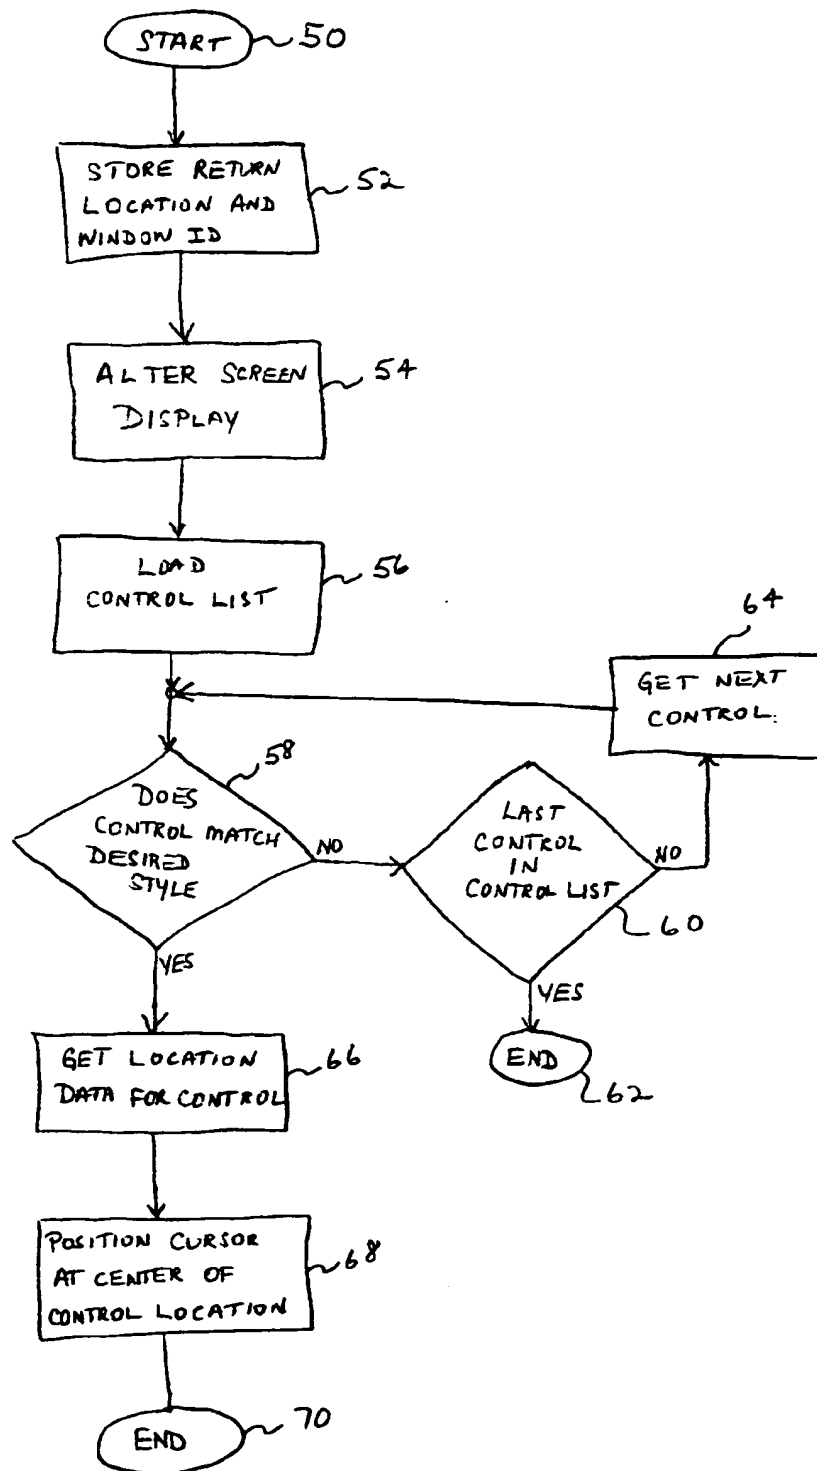 START
50
STORE RETURN
LOCATION AND
WINDOW ID
52
ALTER SCREEN
DISPLAY
54
LOAD
CONTROL LIST
56
64
GET NEXT
CONTROL.
58
DOES
CONTROL MATCH
DESIRED
STYLE
NO
LAST
CONTROL
IN
CONTROL LIST
NO
60
YES
YES
END
62
GET LOCATION
DATA FOR CONTROL
66
POSITION CURSOR
AT CENTER OF
CONTROL LOCATION
68
END
70